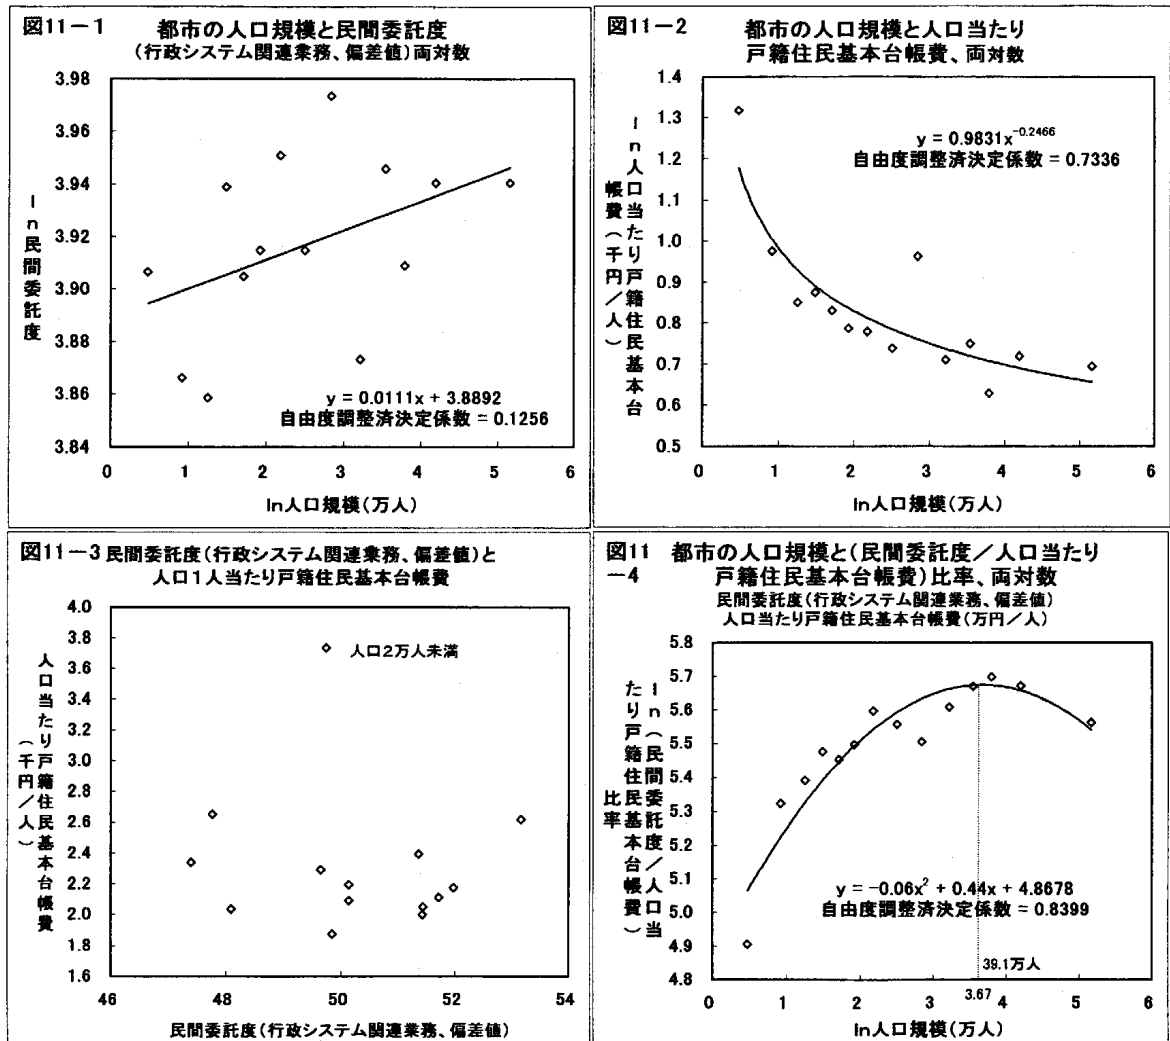 図11－1 都市の人口規模と民間委託度
（行政システム関連業務、偏差値）両対数
ln民間委託度
3.98
3.96
3.94
3.92
3.90
3.88
3.86
3.84
y = 0.0111x + 3.8892
自由度調整済決定係数 = 0.1256
0 1 2 3 4 5 6
ln人口規模（万人）
図11－2 都市の人口規模と人口当たり
戸籍住民基本台帳費、両対数
ln人口当たり戸籍住民基本台
帳費（千円／人）
1.4
1.3
1.2
1.1
1.0
0.9
0.8
0.7
0.6
0.5
y = 0.9831x^-0.2466
自由度調整済決定係数 = 0.7336
0 1 2 3 4 5 6
ln人口規模（万人）
図11－3 民間委託度（行政システム関連業務、偏差値）と
人口1人当たり戸籍住民基本台帳費
人口当たり戸籍住民基本台帳費
（千円／人）
4.0
3.8
3.6
3.4
3.2
3.0
2.8
2.6
2.4
2.2
2.0
1.8
1.6
人口2万人未満
46 48 50 52 54
民間委託度（行政システム関連業務、偏差値）
図11 都市の人口規模と（民間委託度／人口当たり
－4 戸籍住民基本台帳費）比率、両対数
民間委託度（行政システム関連業務、偏差値）
人口当たり戸籍住民基本台帳費（万円／人）
ln（民間委託度／人口当
たり戸籍住民基本台帳費）
比率
5.8
5.7
5.6
5.5
5.4
5.3
5.2
5.1
5.0
4.9
4.8
y = -0.06x² + 0.44x + 4.8678
自由度調整済決定係数 = 0.8399
39.1万人
0 1 2 3 3.67 4 5 6
ln人口規模（万人）